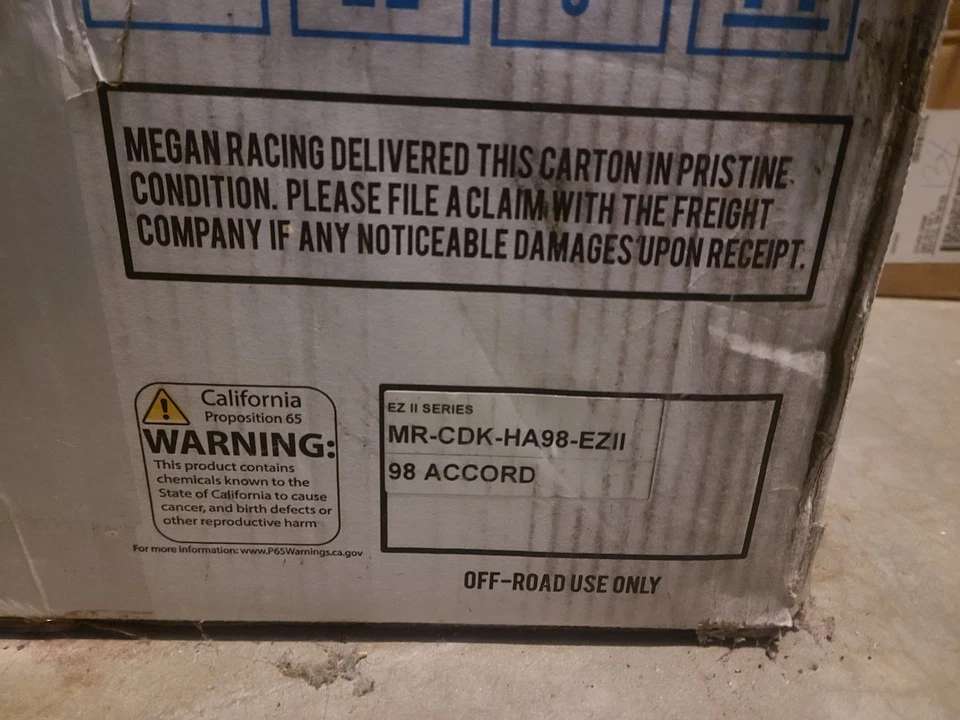 MEGAN RACING DELIVERED THIS CARTON IN PRISTINE
CONDITION. PLEASE FILE A CLAIM WITH THE FREIGHT
COMPANY IF ANY NOTICEABLE DAMAGES UPON RECEIPT.
California
Proposition 65
WARNING:
This product contains
chemicals known to the
State of California to cause
cancer, and birth defects or
other reproductive harm
For more information: www.P65Warnings.ca.gov
EZ II SERIES
MR-CDK-HA98-EZII
98 ACCORD
OFF-ROAD USE ONLY